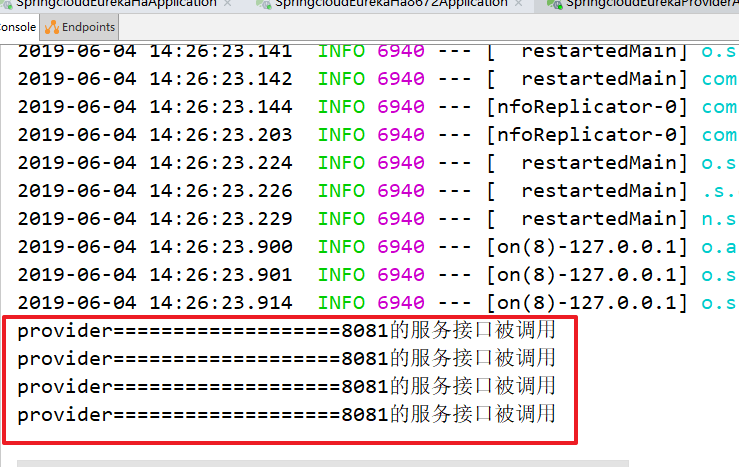 SpringcloudEurekaHaApplication SpringcloudEurekaHa8672Application SpringcloudEurekaProviderA
Console Endpoints
2019-06-04 14:26:23.141 INFO 6940 --- [ restartedMain] o.s
2019-06-04 14:26:23.142 INFO 6940 --- [ restartedMain] com
2019-06-04 14:26:23.144 INFO 6940 --- [nfoReplicator-0] com
2019-06-04 14:26:23.203 INFO 6940 --- [nfoReplicator-0] com
2019-06-04 14:26:23.224 INFO 6940 --- [ restartedMain] o.s
2019-06-04 14:26:23.226 INFO 6940 --- [ restartedMain] .s.
2019-06-04 14:26:23.229 INFO 6940 --- [ restartedMain] n.s
2019-06-04 14:26:23.900 INFO 6940 --- [on(8)-127.0.0.1] o.a
2019-06-04 14:26:23.901 INFO 6940 --- [on(8)-127.0.0.1] o.s
2019-06-04 14:26:23.914 INFO 6940 --- [on(8)-127.0.0.1] o.s
provider===================8081的服务接口被调用
provider===================8081的服务接口被调用
provider===================8081的服务接口被调用
provider===================8081的服务接口被调用